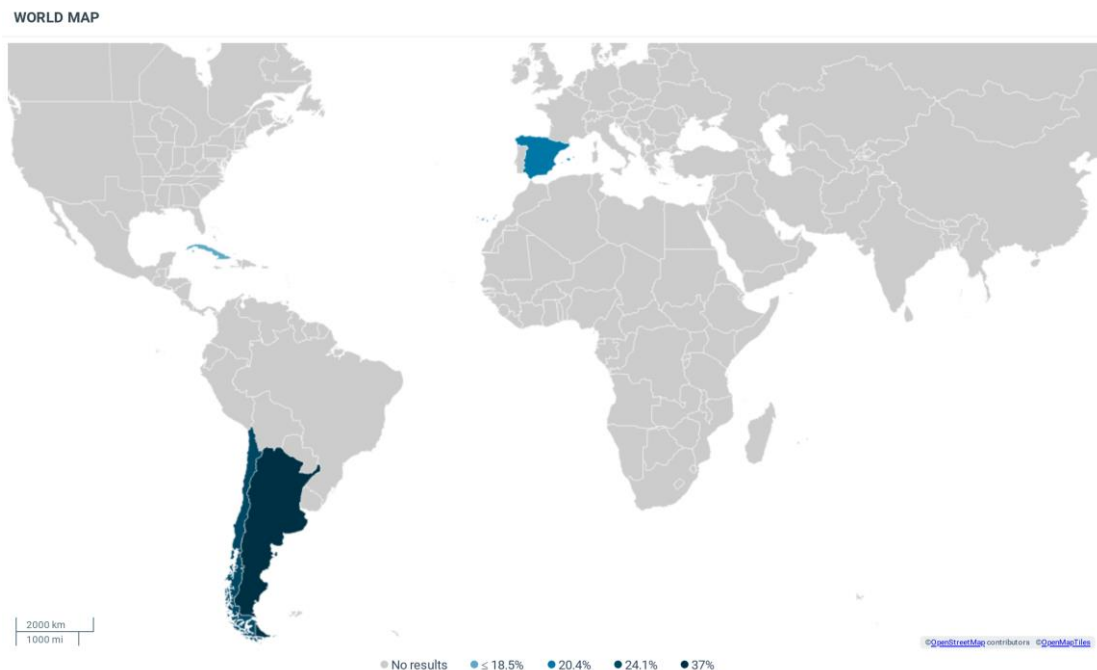 WORLD MAP
2000 km
1000 mi
©OpenStreetMap contributors ©OpenMapTiles
No results ≤ 18.5% 20.4% 24.1% 37%